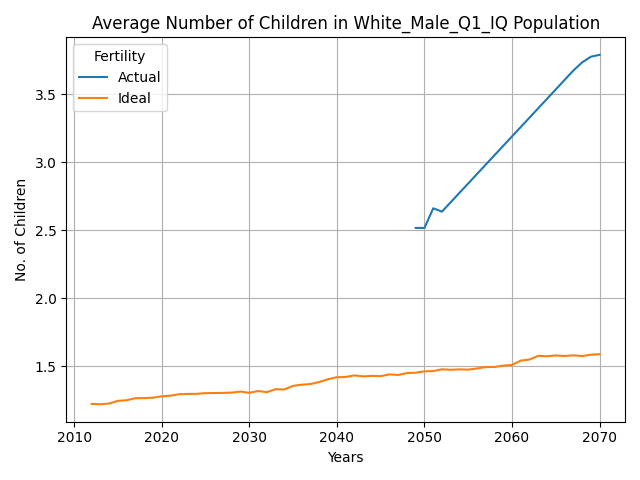 Average Number of Children in White_Male_Q1_IQ Population
Fertility
Actual
Ideal
No. of Children
3.5
3.0
2.5
2.0
1.5
2010 2020 2030 2040 2050 2060 2070
Years